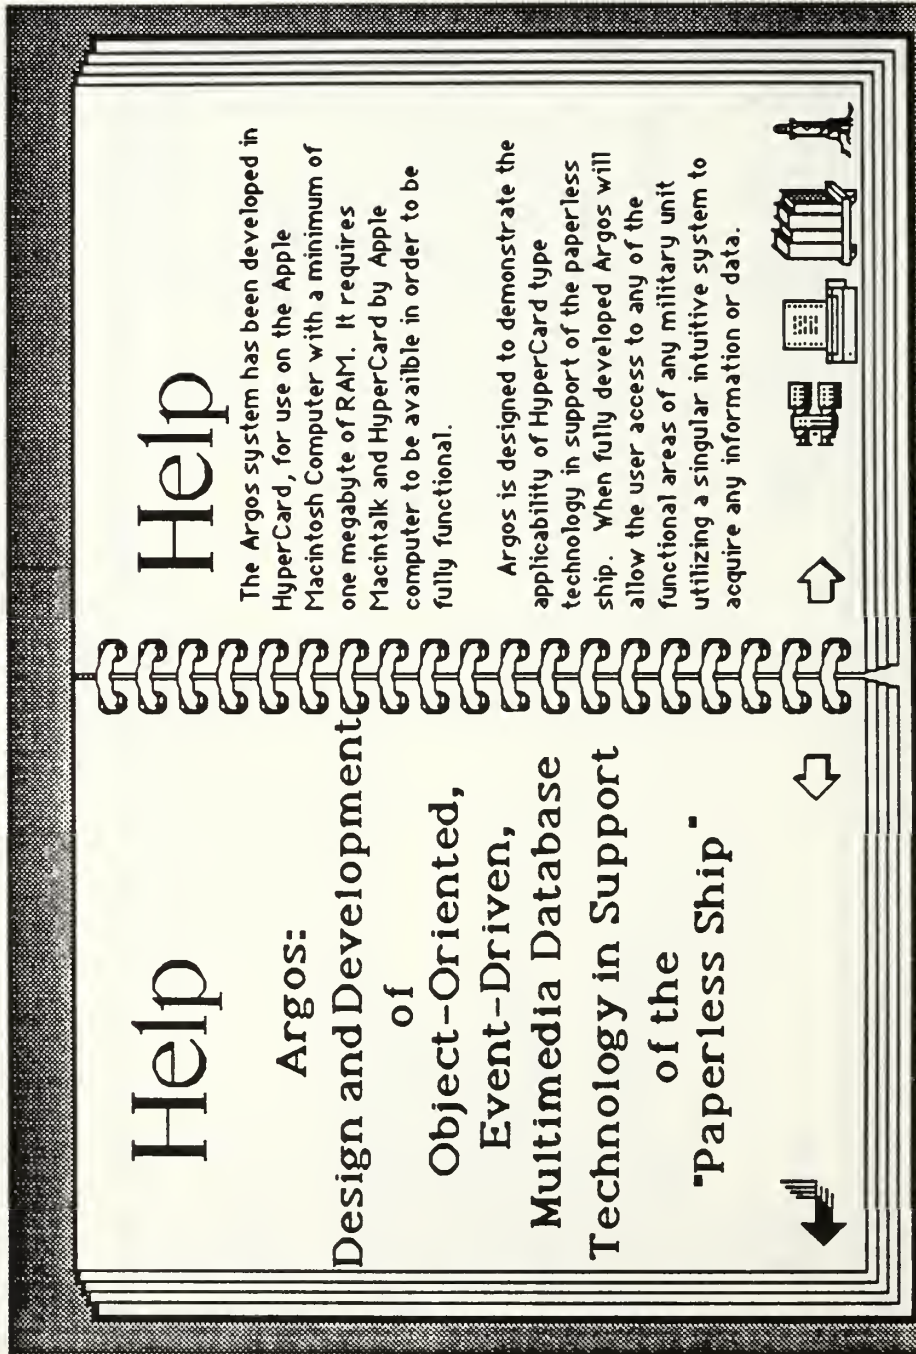 Help
Argos:
Design and Development
of
Object-Oriented,
Event-Driven,
Multimedia Database
Technology in Support
of the
"Paperless Ship"
Help
The Argos system has been developed in
HyperCard, for use on the Apple
Macintosh Computer with a minimum of
one megabyte of RAM. It requires
Macintalk and HyperCard by Apple
computer to be availble in order to be
fully functional.
Argos is designed to demonstrate the
applicability of HyperCard type
technology in support of the paperless
ship. When fully developed Argos will
allow the user access to any of the
functional areas of any military unit
utilizing a singular intuitive system to
acquire any information or data.